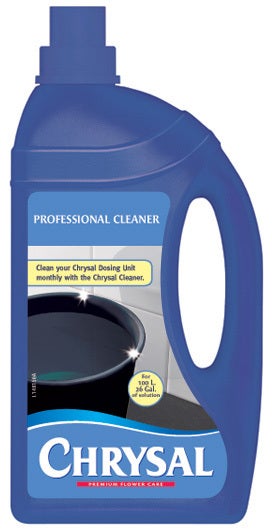 PROFESSIONAL CLEANER
Clean your Chrysal Dosing Unit
monthly with the Chrysal Cleaner.
For
100 L.
26 Gal.
of solution
CHRYSAL
PREMIUM FLOWER CARE